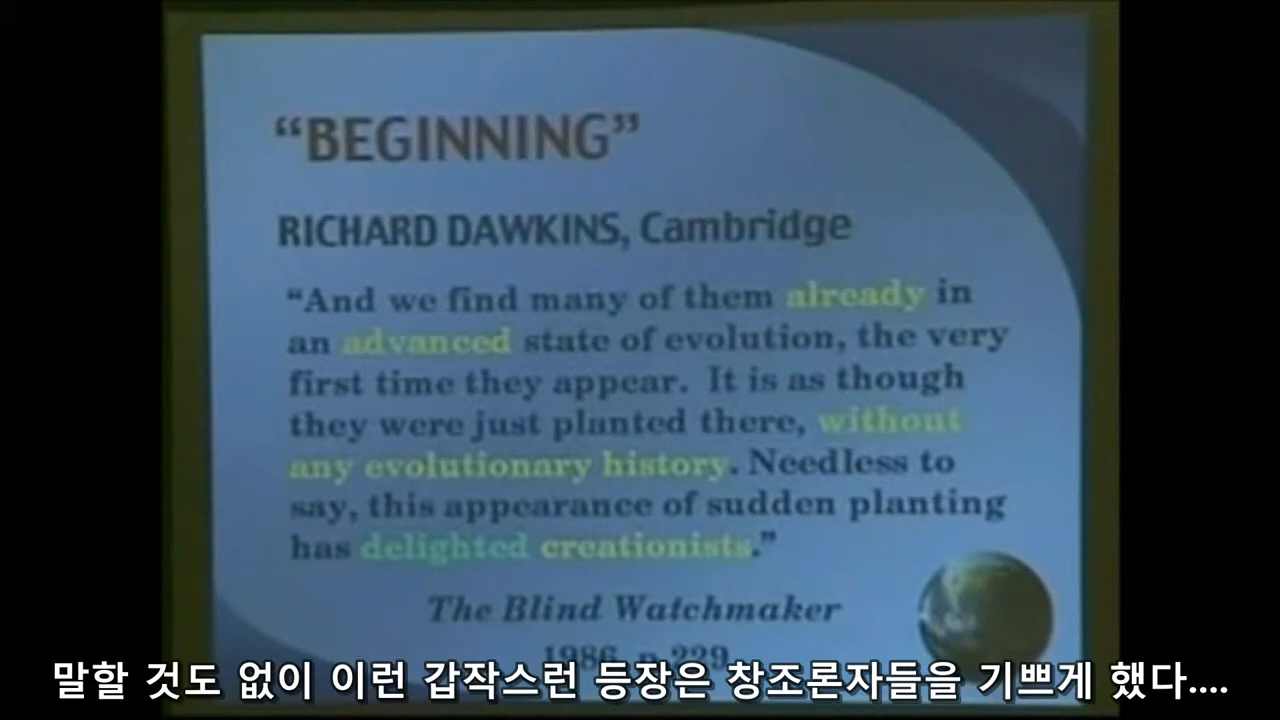 “BEGINNING”
RICHARD DAWKINS, Cambridge
“And we find many of them already in
an advanced state of evolution, the very
first time they appear. It is as though
they were just planted there, without
any evolutionary history. Needless to
say, this appearance of sudden planting
has delighted creationists.”
The Blind Watchmaker
1986, p.229
말할 것도 없이 이런 갑작스런 등장은 창조론자들을 기쁘게 했다....